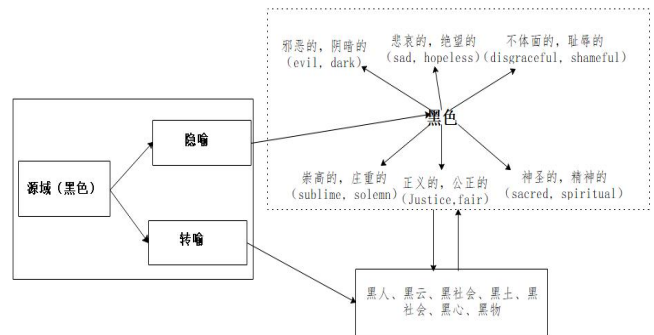 邪恶的，阴暗的
(evil, dark)
悲哀的，绝望的
(sad, hopeless)
不体面的，耻辱的
(disgraceful, shameful)
黑色
隐喻
源域（黑色）
转喻
崇高的，庄重的
(sublime, solemn)
正义的，公正的
(Justice,fair)
神圣的，精神的
(sacred, spiritual)
黑人、黑云、黑社会、黑土、黑
社会、黑心、黑物